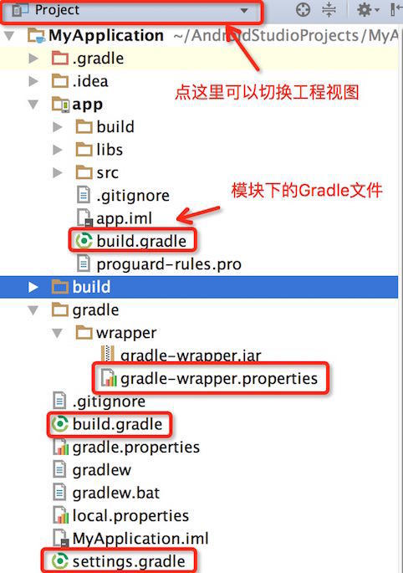 Project
MyApplication ~/AndroidStudioProjects/MyA
.gradle
.idea
app
点这里可以切换工程视图
build
libs
src
.gitignore
模块下的Gradle文件
app.iml
build.gradle
proguard-rules.pro
build
gradle
wrapper
gradle-wrapper.jar
gradle-wrapper.properties
.gitignore
build.gradle
gradle.properties
gradlew
gradlew.bat
local.properties
MyApplication.iml
settings.gradle